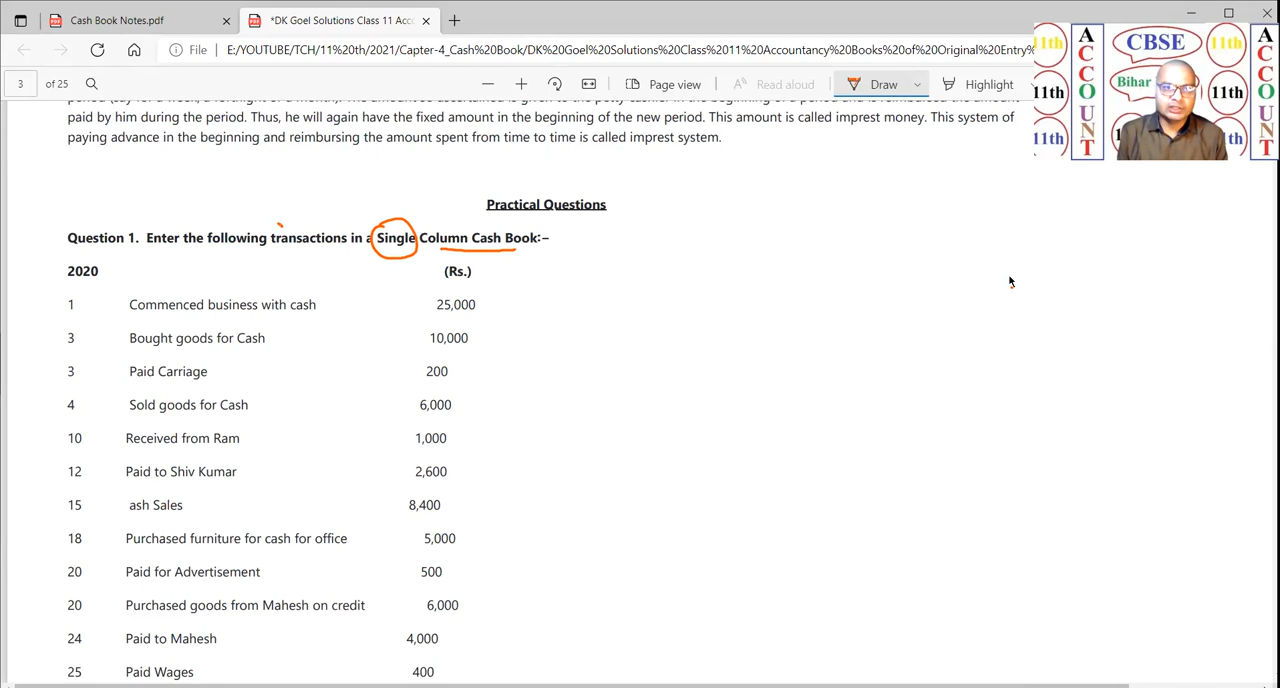 Cash Book Notes.pdf
*DK Goel Solutions Class 11 Acc
File
E:/YOUTUBE/TCH/11%20th/2021/Capter-4_Cash%20Book/DK%20Goel%20Solutions%20Class%2011%20Accountancy%20Books%20of%20Original%20Entry%
3 of 25
Page view
Read aloud
Draw
Highlight
11th A CBSE 11th A
C Bihar C
11th C 11th C
O O
U U
N N
11th T T
paid by him during the period. Thus, he will again have the fixed amount in the beginning of the new period. This amount is called imprest money. This system of
paying advance in the beginning and reimbursing the amount spent from time to time is called imprest system.
Practical Questions
Question 1. Enter the following transactions in a Single Column Cash Book:–
2020 (Rs.)
1 Commenced business with cash 25,000
3 Bought goods for Cash 10,000
3 Paid Carriage 200
4 Sold goods for Cash 6,000
10 Received from Ram 1,000
12 Paid to Shiv Kumar 2,600
15 ash Sales 8,400
18 Purchased furniture for cash for office 5,000
20 Paid for Advertisement 500
20 Purchased goods from Mahesh on credit 6,000
24 Paid to Mahesh 4,000
25 Paid Wages 400